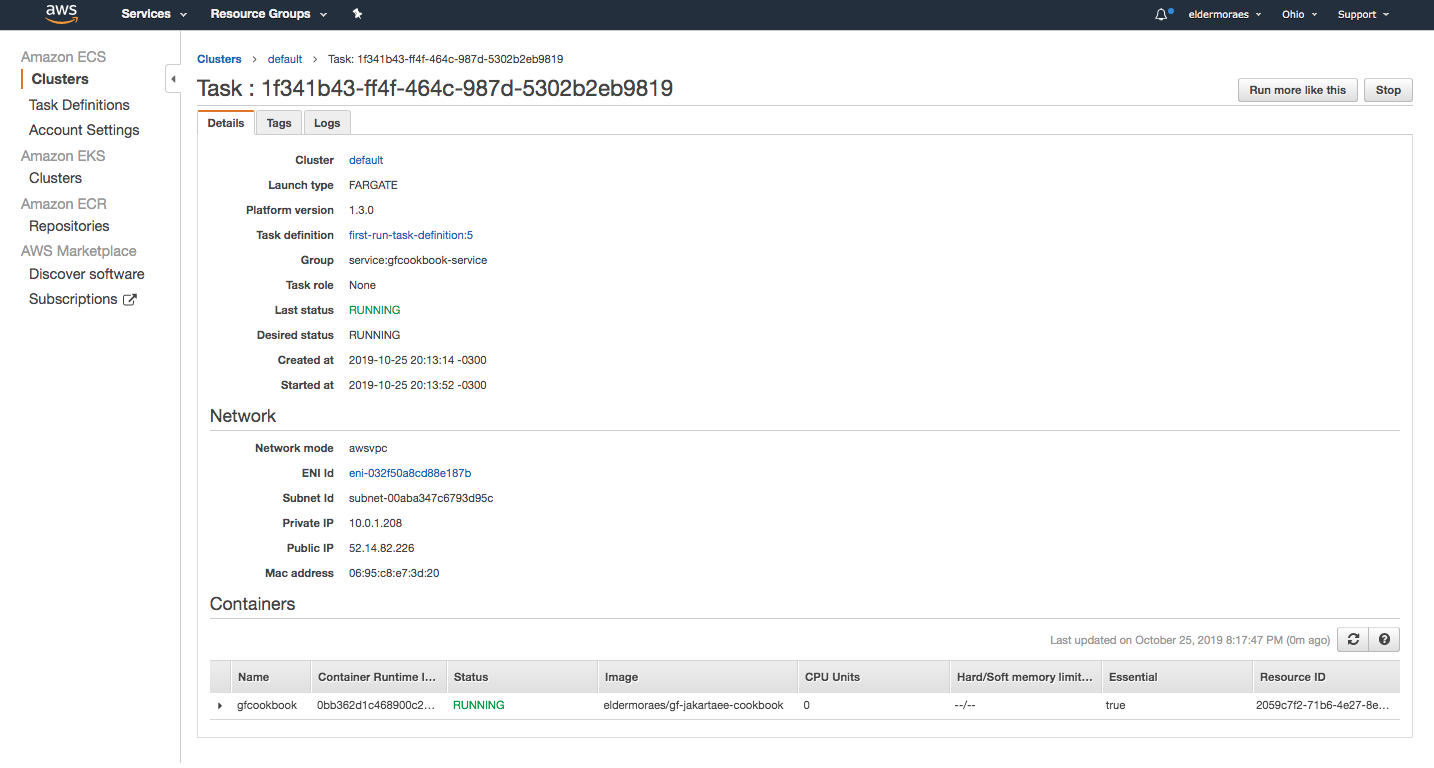 aws Services Resource Groups eldermoraes Ohio Support
Amazon ECS
Clusters
Task Definitions
Account Settings
Amazon EKS
Clusters
Amazon ECR
Repositories
AWS Marketplace
Discover software
Subscriptions
Clusters > default > Task: 1f341b43-ff4f-464c-987d-5302b2eb9819
Task : 1f341b43-ff4f-464c-987d-5302b2eb9819
Run more like this Stop
Details Tags Logs
Cluster default
Launch type FARGATE
Platform version 1.3.0
Task definition first-run-task-definition:5
Group service:gfcookbook-service
Task role None
Last status RUNNING
Desired status RUNNING
Created at 2019-10-25 20:13:14 -0300
Started at 2019-10-25 20:13:52 -0300
Network
Network mode awsvpc
ENI Id eni-032f50a8cd88e187b
Subnet Id subnet-00aba347c6793d95c
Private IP 10.0.1.208
Public IP 52.14.82.226
Mac address 06:95:c8:e7:3d:20
Containers
Last updated on October 25, 2019 8:17:47 PM (0m ago)
Name Container Runtime I... Status Image CPU Units Hard/Soft memory limit... Essential Resource ID
gfcookbook 0bb362d1c468900c2... RUNNING eldermoraes/gf-jakartaee-cookbook 0 --/-- true 2059c7f2-71b6-4e27-8e...